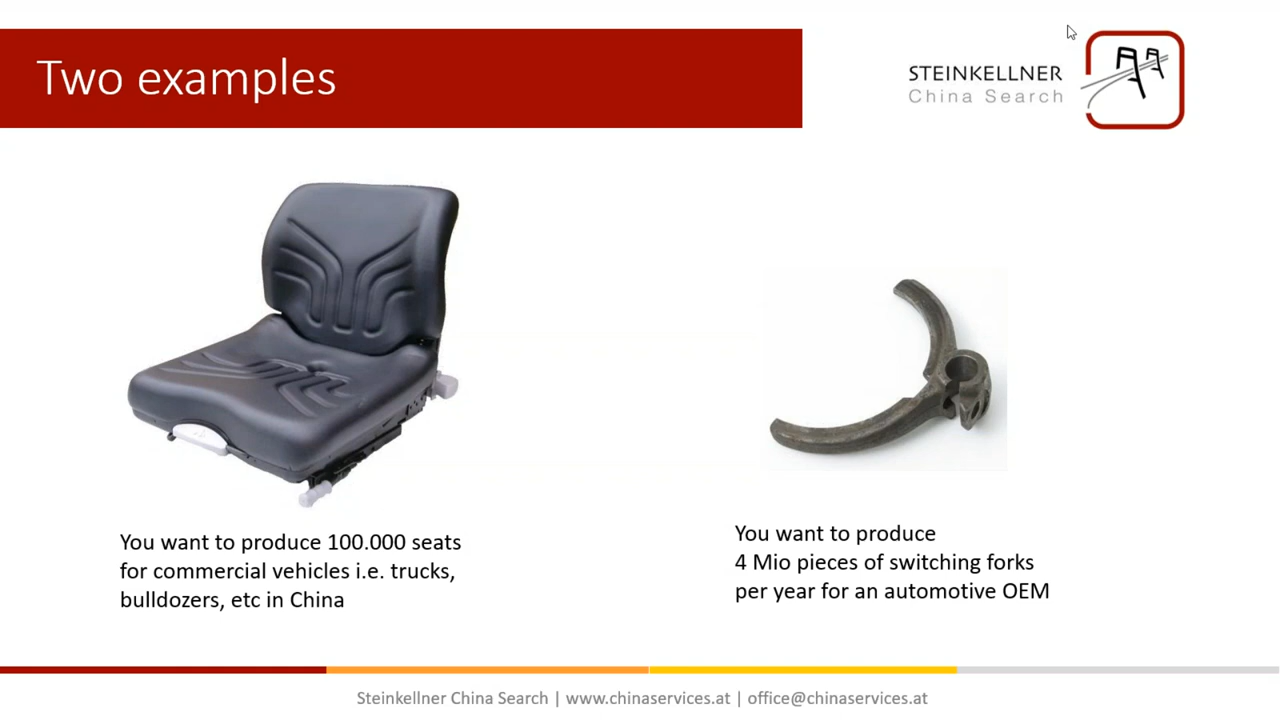 Two examples
STEINKELLNER
China Search
You want to produce 100.000 seats
for commercial vehicles i.e. trucks,
bulldozers, etc in China
You want to produce
4 Mio pieces of switching forks
per year for an automotive OEM
Steinkellner China Search | www.chinaservices.at | office@chinaservices.at